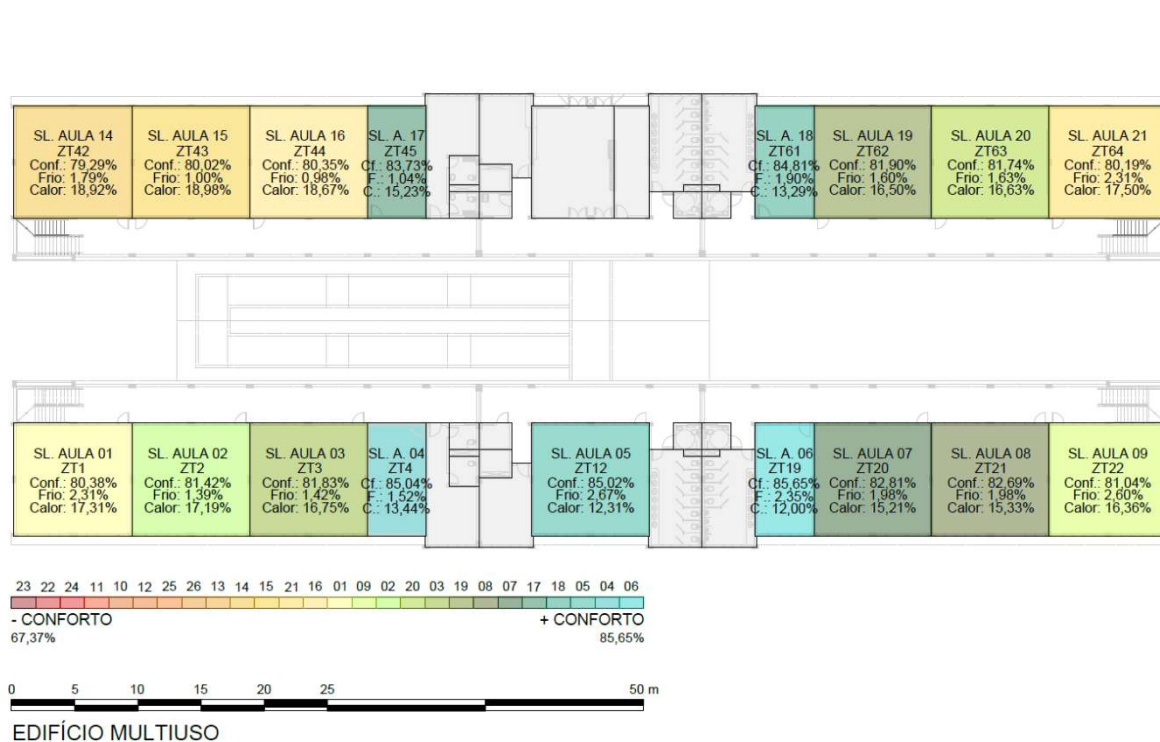 SL. AULA 14
ZT42
Conf.: 79,29%
Frio: 1,79%
Calor: 18,92%
SL. AULA 15
ZT43
Conf.: 80,02%
Frio: 1,00%
Calor: 18,98%
SL. AULA 16
ZT44
Conf.: 80,35%
Frio: 0,98%
Calor: 18,67%
SL. A. 17
ZT45
Cf.: 83,73%
F.: 1,04%
C.: 15,23%
SL. A. 18
ZT61
Cf.: 84,81%
F.: 1,90%
C.: 13,29%
SL. AULA 19
ZT62
Conf.: 81,90%
Frio: 1,60%
Calor: 16,50%
SL. AULA 20
ZT63
Conf.: 81,74%
Frio: 1,63%
Calor: 16,63%
SL. AULA 21
ZT64
Conf.: 80,19%
Frio: 2,31%
Calor: 17,50%
SL. AULA 01
ZT1
Conf.: 80,38%
Frio: 2,31%
Calor: 17,31%
SL. AULA 02
ZT2
Conf.: 81,42%
Frio: 1,39%
Calor: 17,19%
SL. AULA 03
ZT3
Conf.: 81,83%
Frio: 1,42%
Calor: 16,75%
SL. A. 04
ZT4
Cf.: 85,04%
F.: 1,52%
C.: 13,44%
SL. AULA 05
ZT12
Conf.: 85,02%
Frio: 2,67%
Calor: 12,31%
SL. A. 06
ZT19
Cf.: 85,65%
F.: 2,35%
C.: 12,00%
SL. AULA 07
ZT20
Conf.: 82,81%
Frio: 1,98%
Calor: 15,21%
SL. AULA 08
ZT21
Conf.: 82,69%
Frio: 1,98%
Calor: 15,33%
SL. AULA 09
ZT22
Conf.: 81,04%
Frio: 2,60%
Calor: 16,36%
23 22 24 11 10 12 25 26 13 14 15 21 16 01 09 02 20 03 19 08 07 17 18 05 04 06
- CONFORTO + CONFORTO
67,37% 85,65%
0 5 10 15 20 25 50 m
EDIFÍCIO MULTIUSO